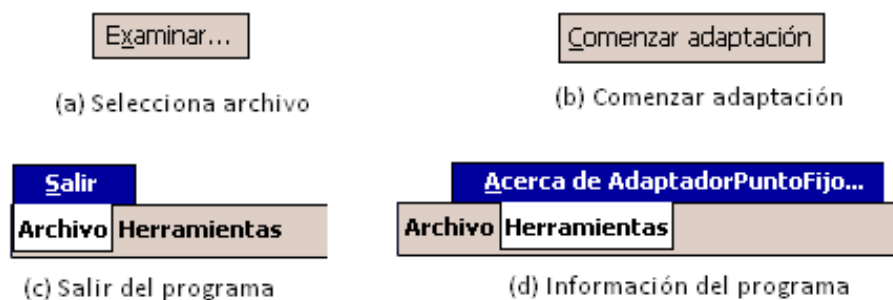 Examinar...
(a) Selecciona archivo
Comenzar adaptación
(b) Comenzar adaptación
Salir
Archivo Herramientas
(c) Salir del programa
Acerca de AdaptadorPuntoFijo...
Archivo Herramientas
(d) Información del programa